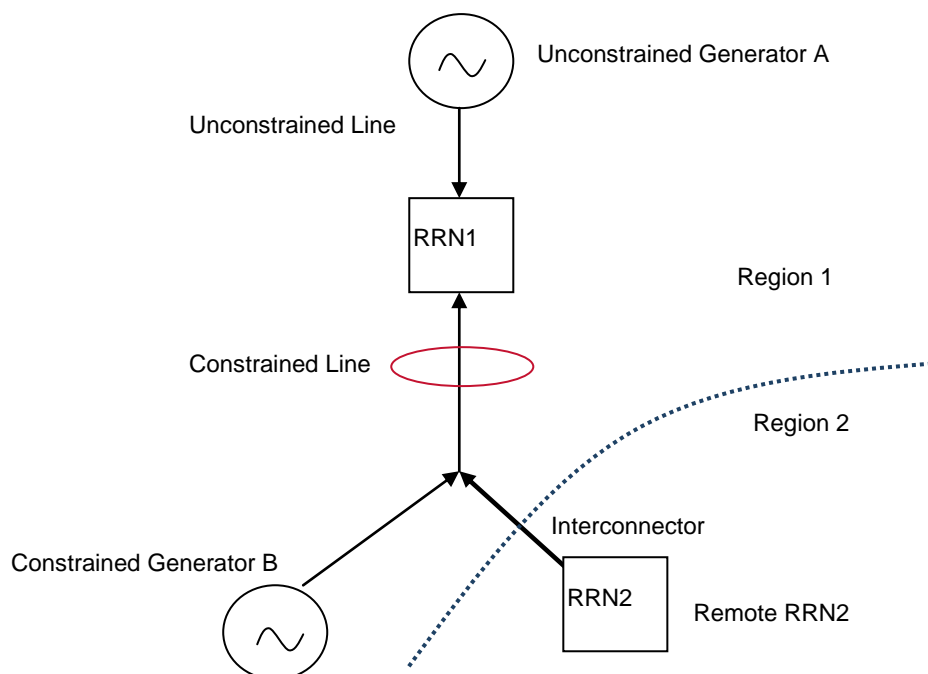 Unconstrained Generator A
Unconstrained Line
RRN1
Region 1
Constrained Line
Region 2
Interconnector
Constrained Generator B
RRN2
Remote RRN2